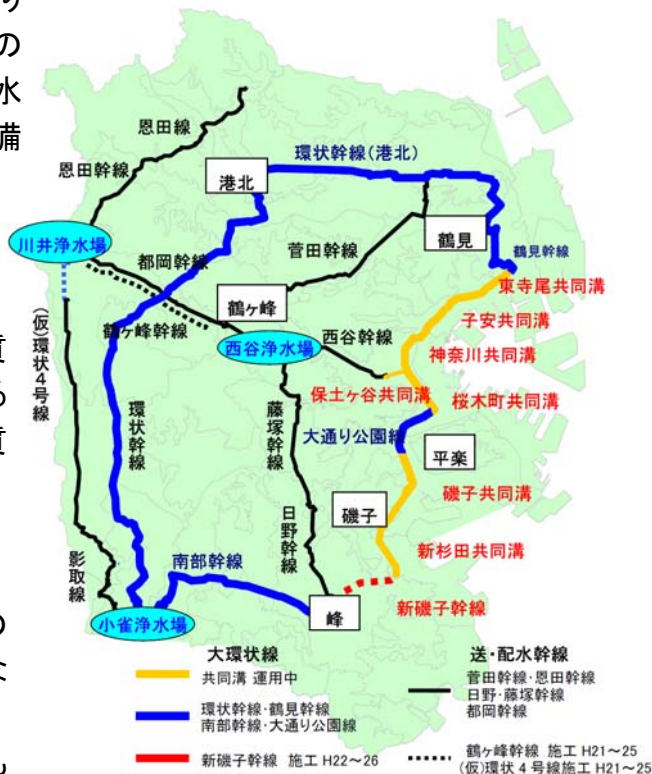 り
の
水
備
恩田線
恩田幹線
環状幹線(港北)
港北
川井浄水場
都岡幹線
菅田幹線
鶴見
鶴見幹線
東寺尾共同溝
鶴ヶ峰
鶴ヶ峰幹線
西谷浄水場
西谷幹線
子安共同溝
神奈川共同溝
保土ヶ谷共同溝
桜木町共同溝
(仮)環状4号線
環状幹線
藤塚幹線
大通り公園線
平楽
磯子共同溝
磯子
日野幹線
新杉田共同溝
影取線
南部幹線
小雀浄水場
峰
新磯子幹線
大環状線
共同溝 運用中
環状幹線・鶴見幹線
南部幹線・大通り公園線
新磯子幹線 施工 H22～26
送・配水幹線
菅田幹線・恩田幹線
日野・藤塚幹線
都岡幹線
鶴ヶ峰幹線 施工 H21～25
(仮)環状4号線施工 H21～25